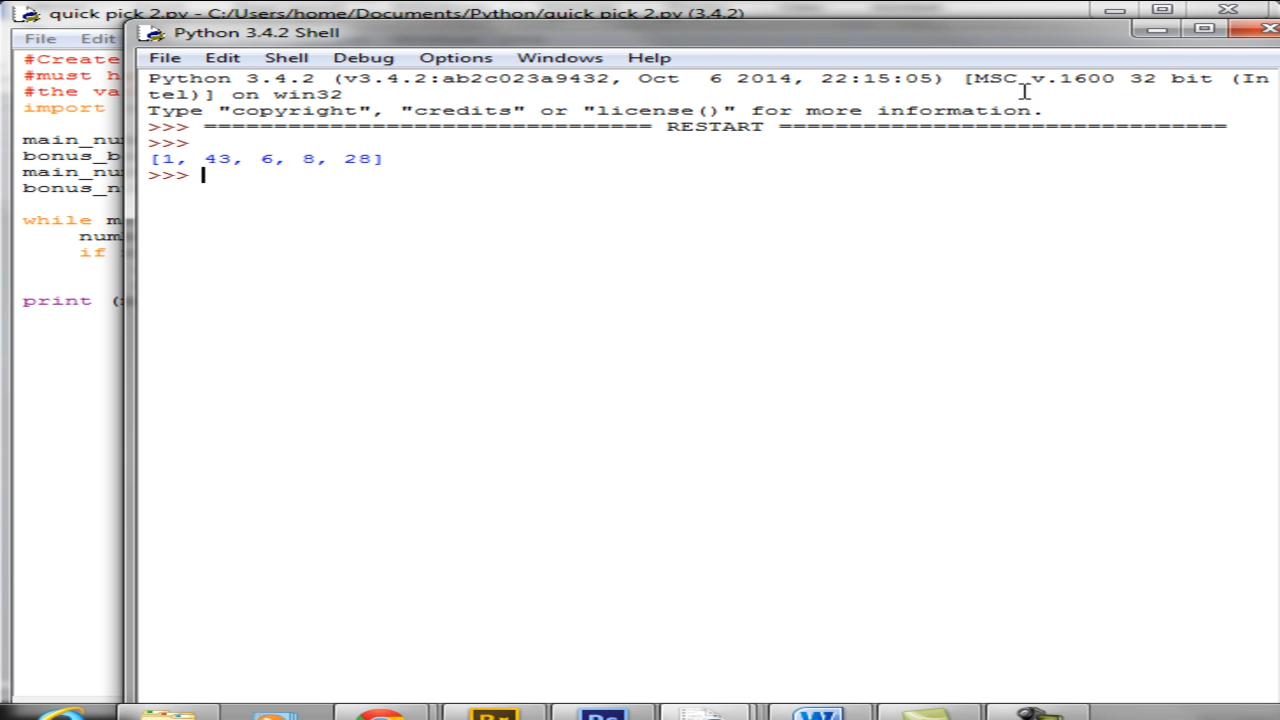 quick pick 2.py - C:/Users/home/Documents/Python/quick pick 2.py (3.4.2)
File Edit
#Create
#must h
#the va
import
main_nu
bonus_b
main_nu
bonus_n
while m
num
if
print (
Python 3.4.2 Shell
File Edit Shell Debug Options Windows Help
Python 3.4.2 (v3.4.2:ab2c023a9432, Oct  6 2014, 22:15:05) [MSC v.1600 32 bit (In
tel)] on win32
Type "copyright", "credits" or "license()" for more information.
>>> ================================ RESTART ================================
>>>
[1, 43, 6, 8, 28]
>>>